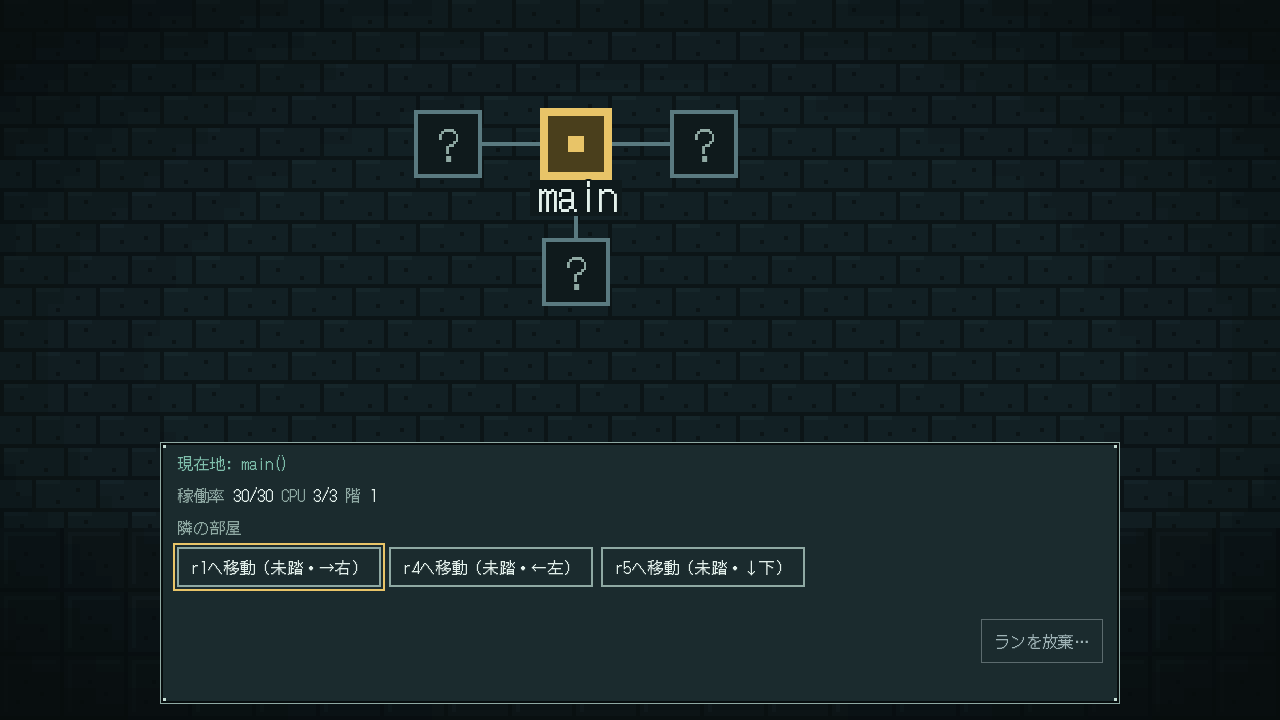 ? ?
main
?
現在地: main()
稼働率 30/30 CPU 3/3 階 1
隣の部屋
r1へ移動（未踏・→右） r4へ移動（未踏・←左） r5へ移動（未踏・↓下）
ランを放棄…